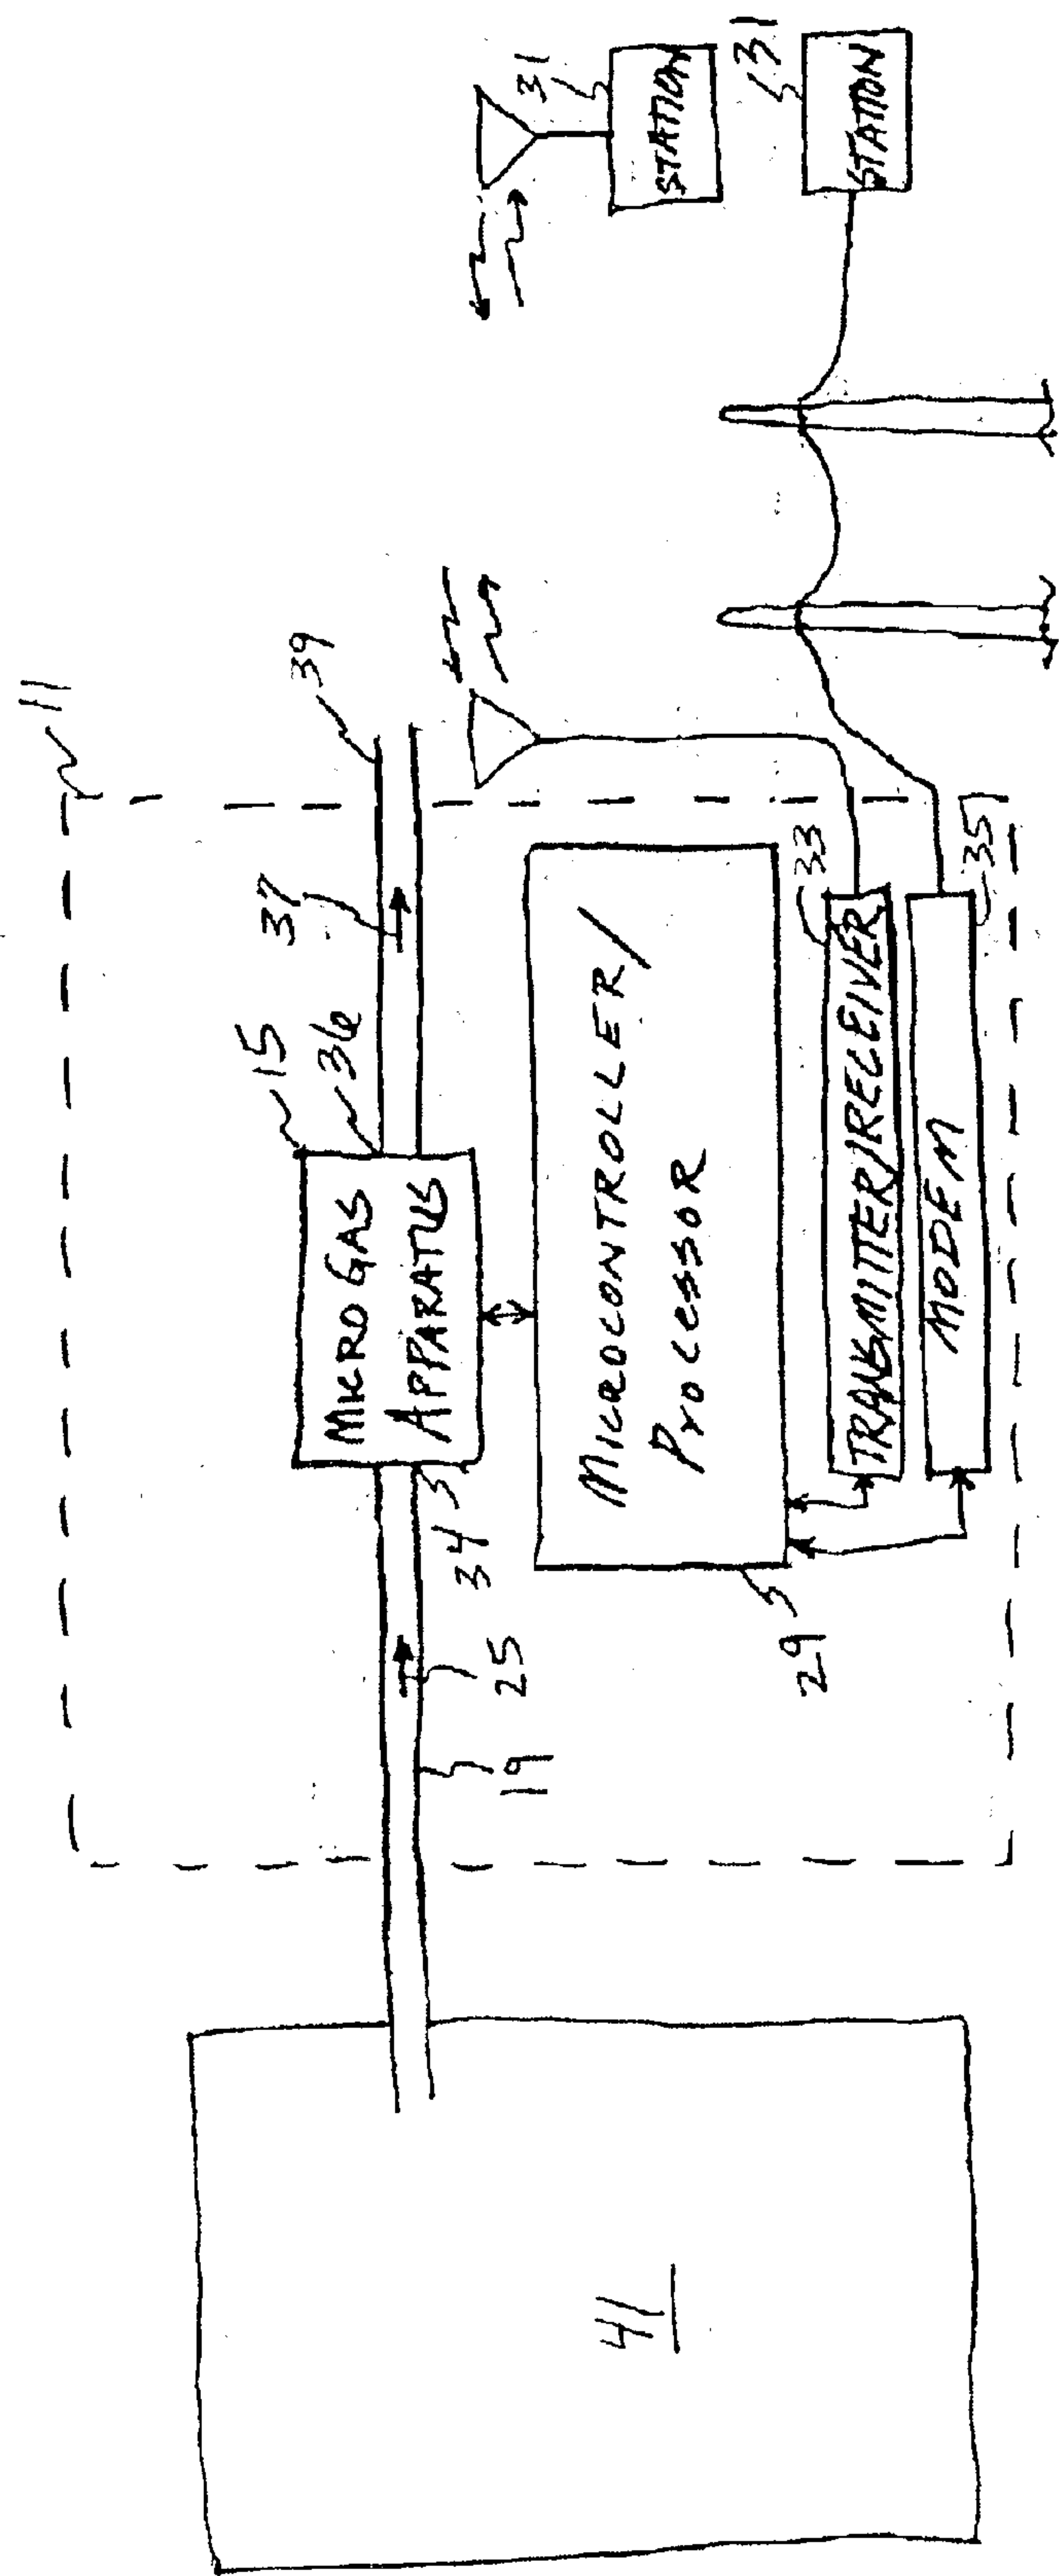 11
15
36
37
39
MICRO GAS
APPARATUS
34
25
19
31
STATION
31
STATION
MICROCONTROLLER/
Processor
29
33
TRANSMITTER/RECEIVER
MODEM
35
41